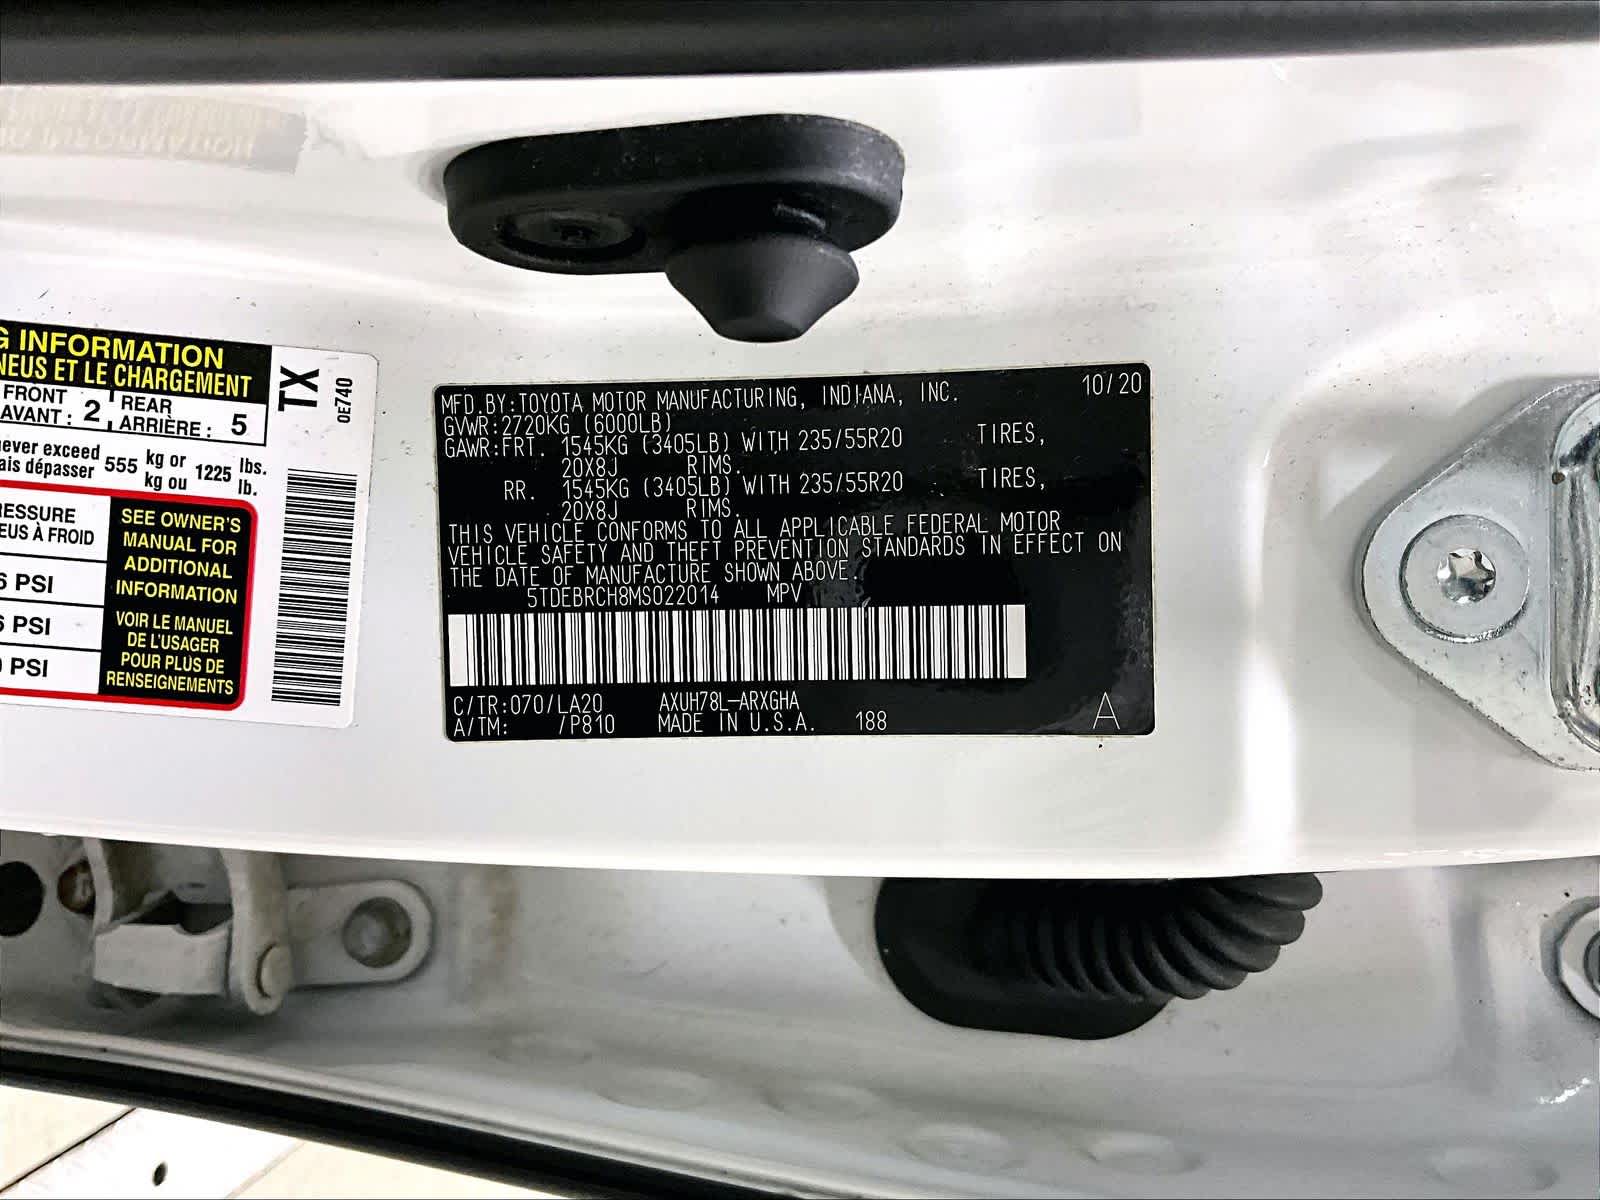 G INFORMATION
NEUS ET LE CHARGEMENT
FRONT
AVANT : 2
REAR
ARRIÈRE : 5
never exceed
ais dépasser
555 kg or
kg ou
1225 lbs.
lb.
RESSURE
EUS À FROID
6 PSI
6 PSI
0 PSI
SEE OWNER'S
MANUAL FOR
ADDITIONAL
INFORMATION
VOIR LE MANUEL
DE L'USAGER
POUR PLUS DE
RENSEIGNEMENTS
TX
0E740
MFD.BY:TOYOTA MOTOR MANUFACTURING, INDIANA, INC. 10/20
GVWR:2720KG (6000LB)
GAWR:FRT. 1545KG (3405LB) WITH 235/55R20 TIRES,
20X8J RIMS.
RR. 1545KG (3405LB) WITH 235/55R20 TIRES,
20X8J RIMS.
THIS VEHICLE CONFORMS TO ALL APPLICABLE FEDERAL MOTOR
VEHICLE SAFETY AND THEFT PREVENTION STANDARDS IN EFFECT ON
THE DATE OF MANUFACTURE SHOWN ABOVE.
5TDEBRCH8MS022014 MPV
C/TR:070/LA20 AXUH78L-ARXGHA
A/TM: /P810 MADE IN U.S.A. 188
A